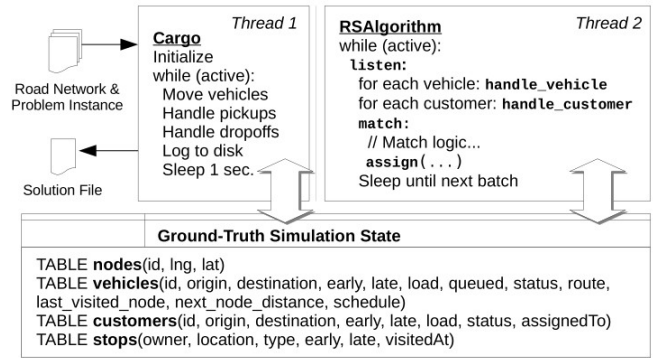 Thread 1
Cargo
Initialize
while (active):
Move vehicles
Handle pickups
Handle dropoffs
Log to disk
Sleep 1 sec.
Road Network &
Problem Instance
Solution File
Thread 2
RSAlgorithm
while (active):
listen:
for each vehicle: handle_vehicle
for each customer: handle_customer
match:
// Match logic...
assign(...)
Sleep until next batch
Ground-Truth Simulation State
TABLE nodes(id, lng, lat)
TABLE vehicles(id, origin, destination, early, late, load, queued, status, route,
last_visited_node, next_node_distance, schedule)
TABLE customers(id, origin, destination, early, late, load, status, assignedTo)
TABLE stops(owner, location, type, early, late, visitedAt)